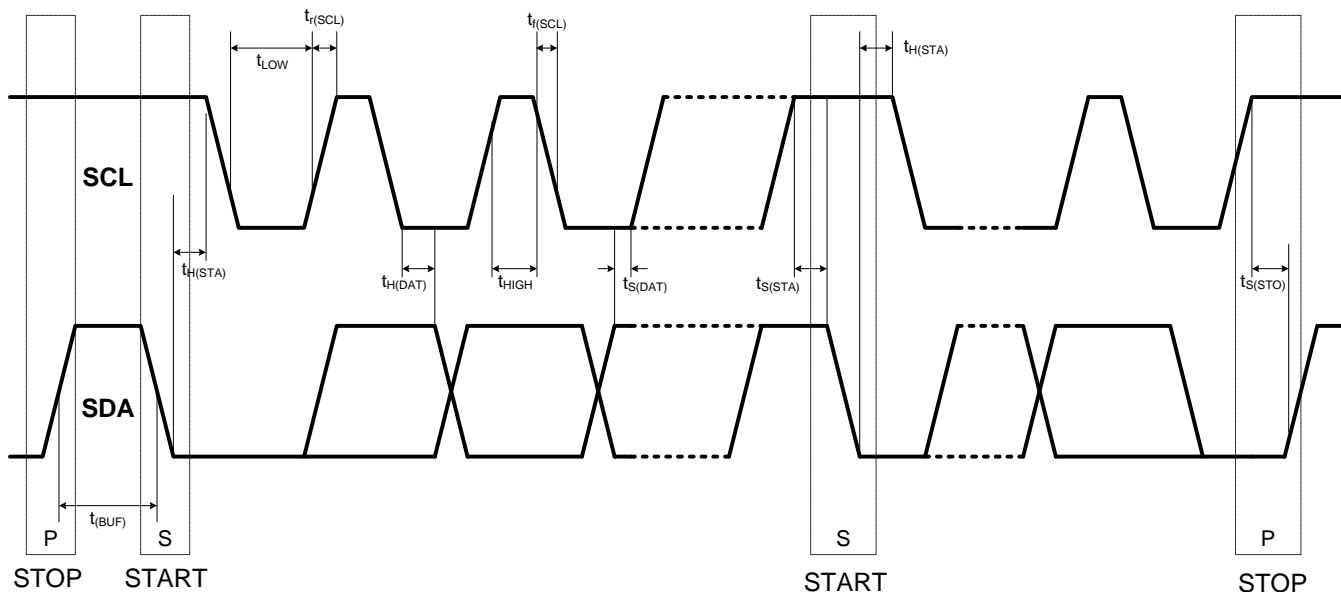 tr(SCL)
tf(SCL)
tH(STA)
tLOW
SCL
tH(STA)
tH(DAT)
tHIGH
tS(DAT)
tS(STA)
tS(STO)
SDA
t(BUF)
P
S
S
P
STOP
START
START
STOP